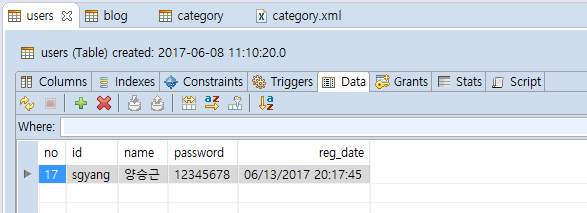 users blog category category.xml
users (Table) created: 2017-06-08 11:10:20.0
Columns Indexes Constraints Triggers Data Grants Stats Script
Where:
no id name password reg_date
17 sgyang 양승근 12345678 06/13/2017 20:17:45